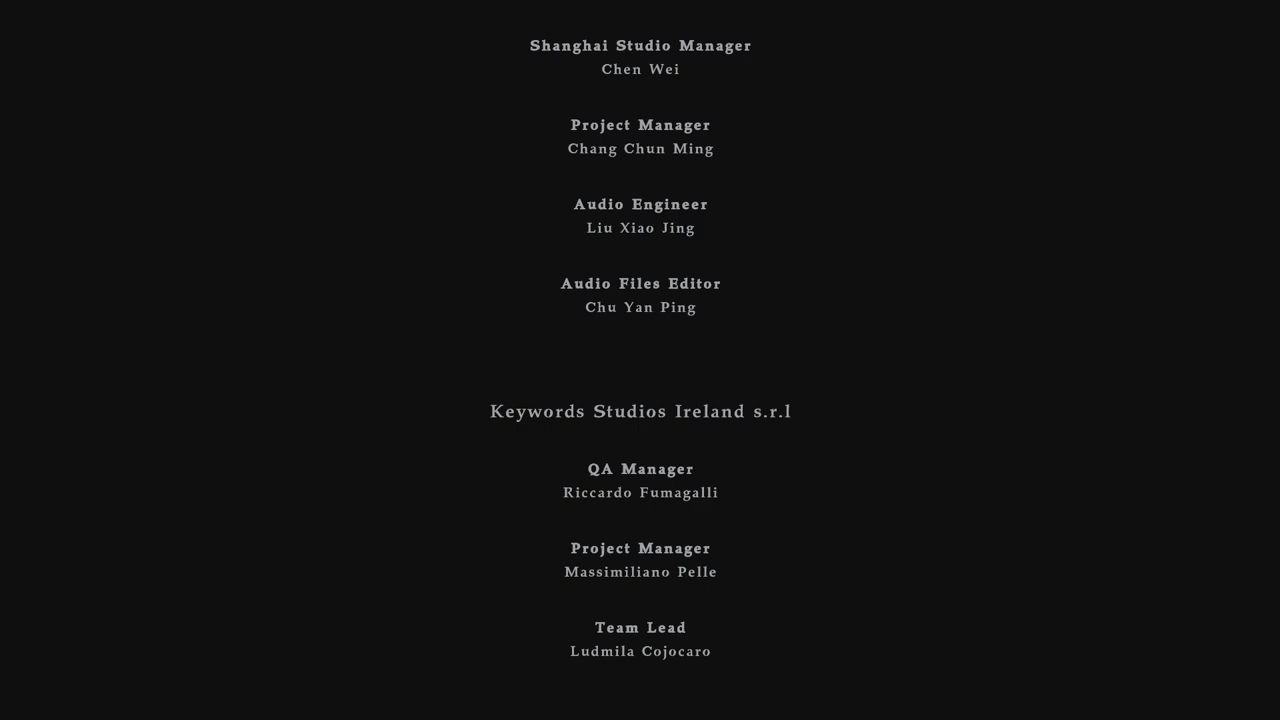 Shanghai Studio Manager
Chen Wei
Project Manager
Chang Chun Ming
Audio Engineer
Liu Xiao Jing
Audio Files Editor
Chu Yan Ping
Keywords Studios Ireland s.r.l
QA Manager
Riccardo Fumagalli
Project Manager
Massimiliano Pelle
Team Lead
Ludmila Cojocaro